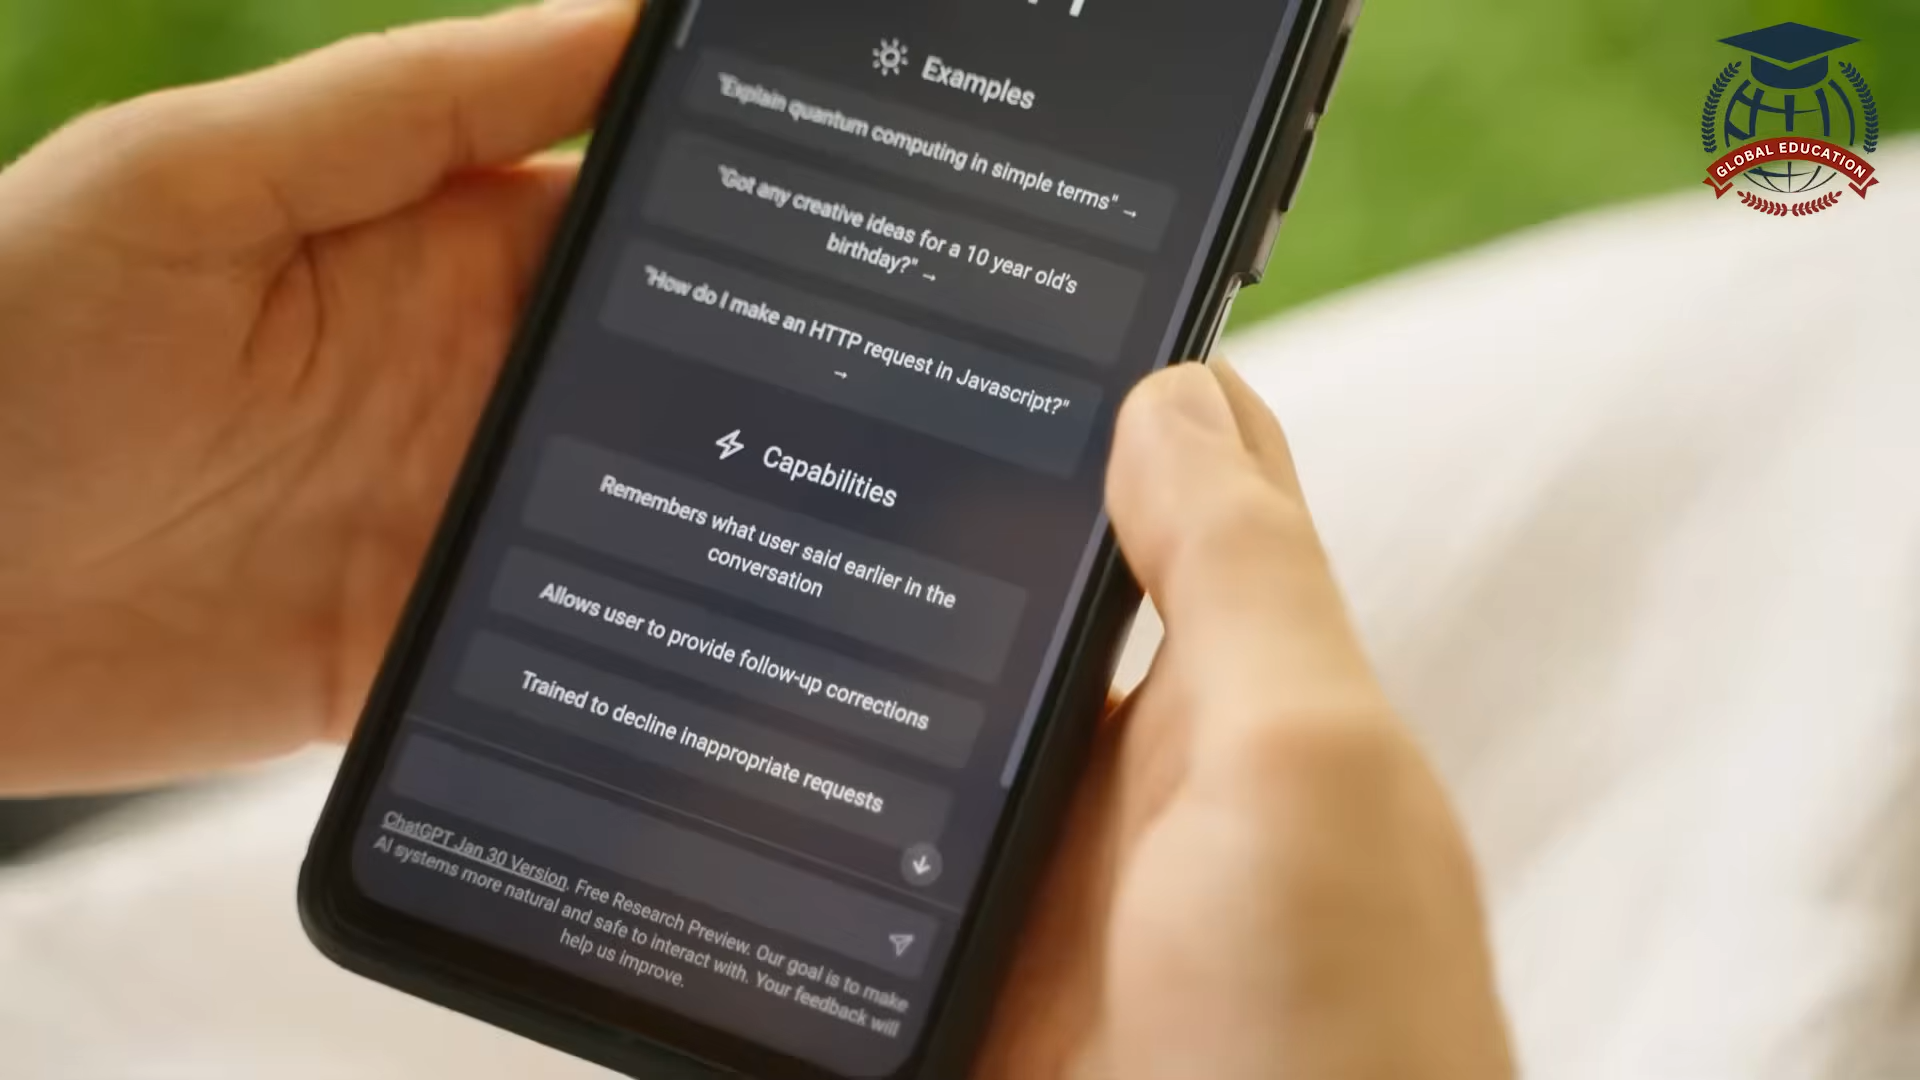 Examples
"Explain quantum computing in simple terms" →
"Got any creative ideas for a 10 year old's
birthday?" →
"How do I make an HTTP request in Javascript?"
→
Capabilities
Remembers what user said earlier in the
conversation
Allows user to provide follow-up corrections
Trained to decline inappropriate requests
ChatGPT Jan 30 Version. Free Research Preview. Our goal is to make
AI systems more natural and safe to interact with. Your feedback will
help us improve.
GLOBAL EDUCATION